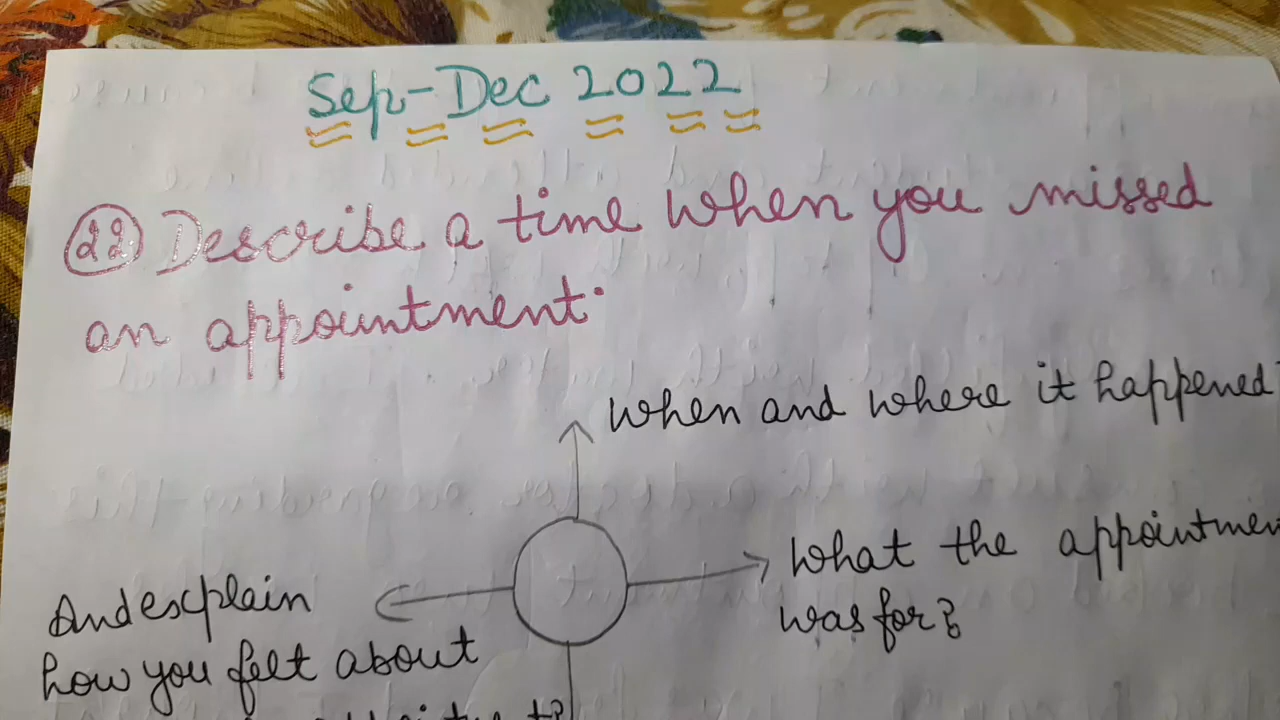 Sep-Dec 2022
22 Describe a time when you missed
an appointment.
when and where it happened?
What the appointmen
was for?
And explain
how you felt about